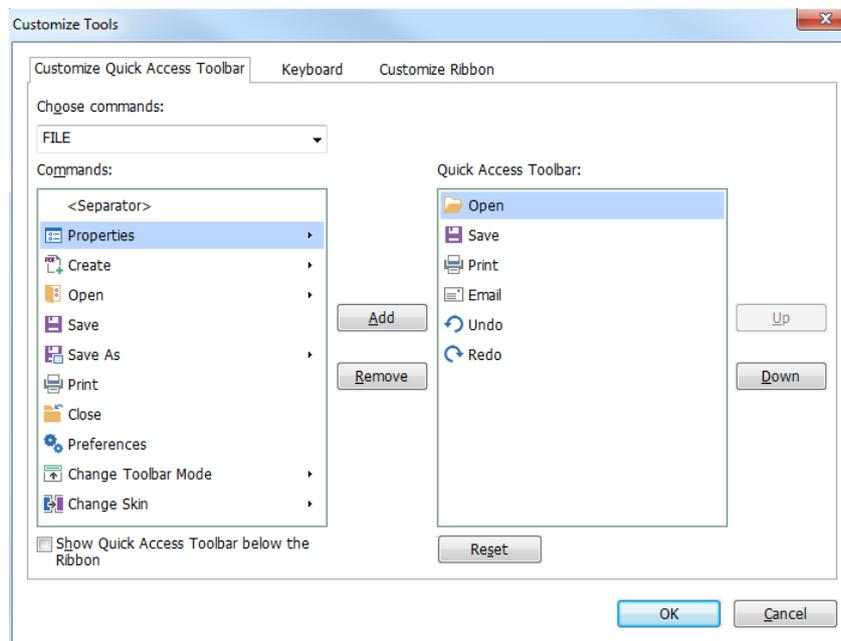 Customize Tools
Customize Quick Access Toolbar
Keyboard
Customize Ribbon
Choose commands:
FILE
Commands:
<Separator>
Properties
Create
Open
Save
Save As
Print
Close
Preferences
Change Toolbar Mode
Change Skin
Show Quick Access Toolbar below the
Ribbon
Add
Remove
Quick Access Toolbar:
Open
Save
Print
Email
Undo
Redo
Reset
Up
Down
OK
Cancel